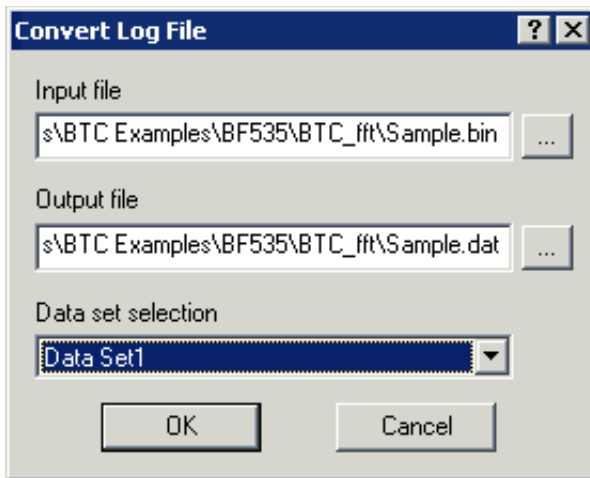 Convert Log File
Input file
s\BTC Examples\BF535\BTC_fft\Sample.bin ...
Output file
s\BTC Examples\BF535\BTC_fft\Sample.dat ...
Data set selection
Data Set1
OK Cancel